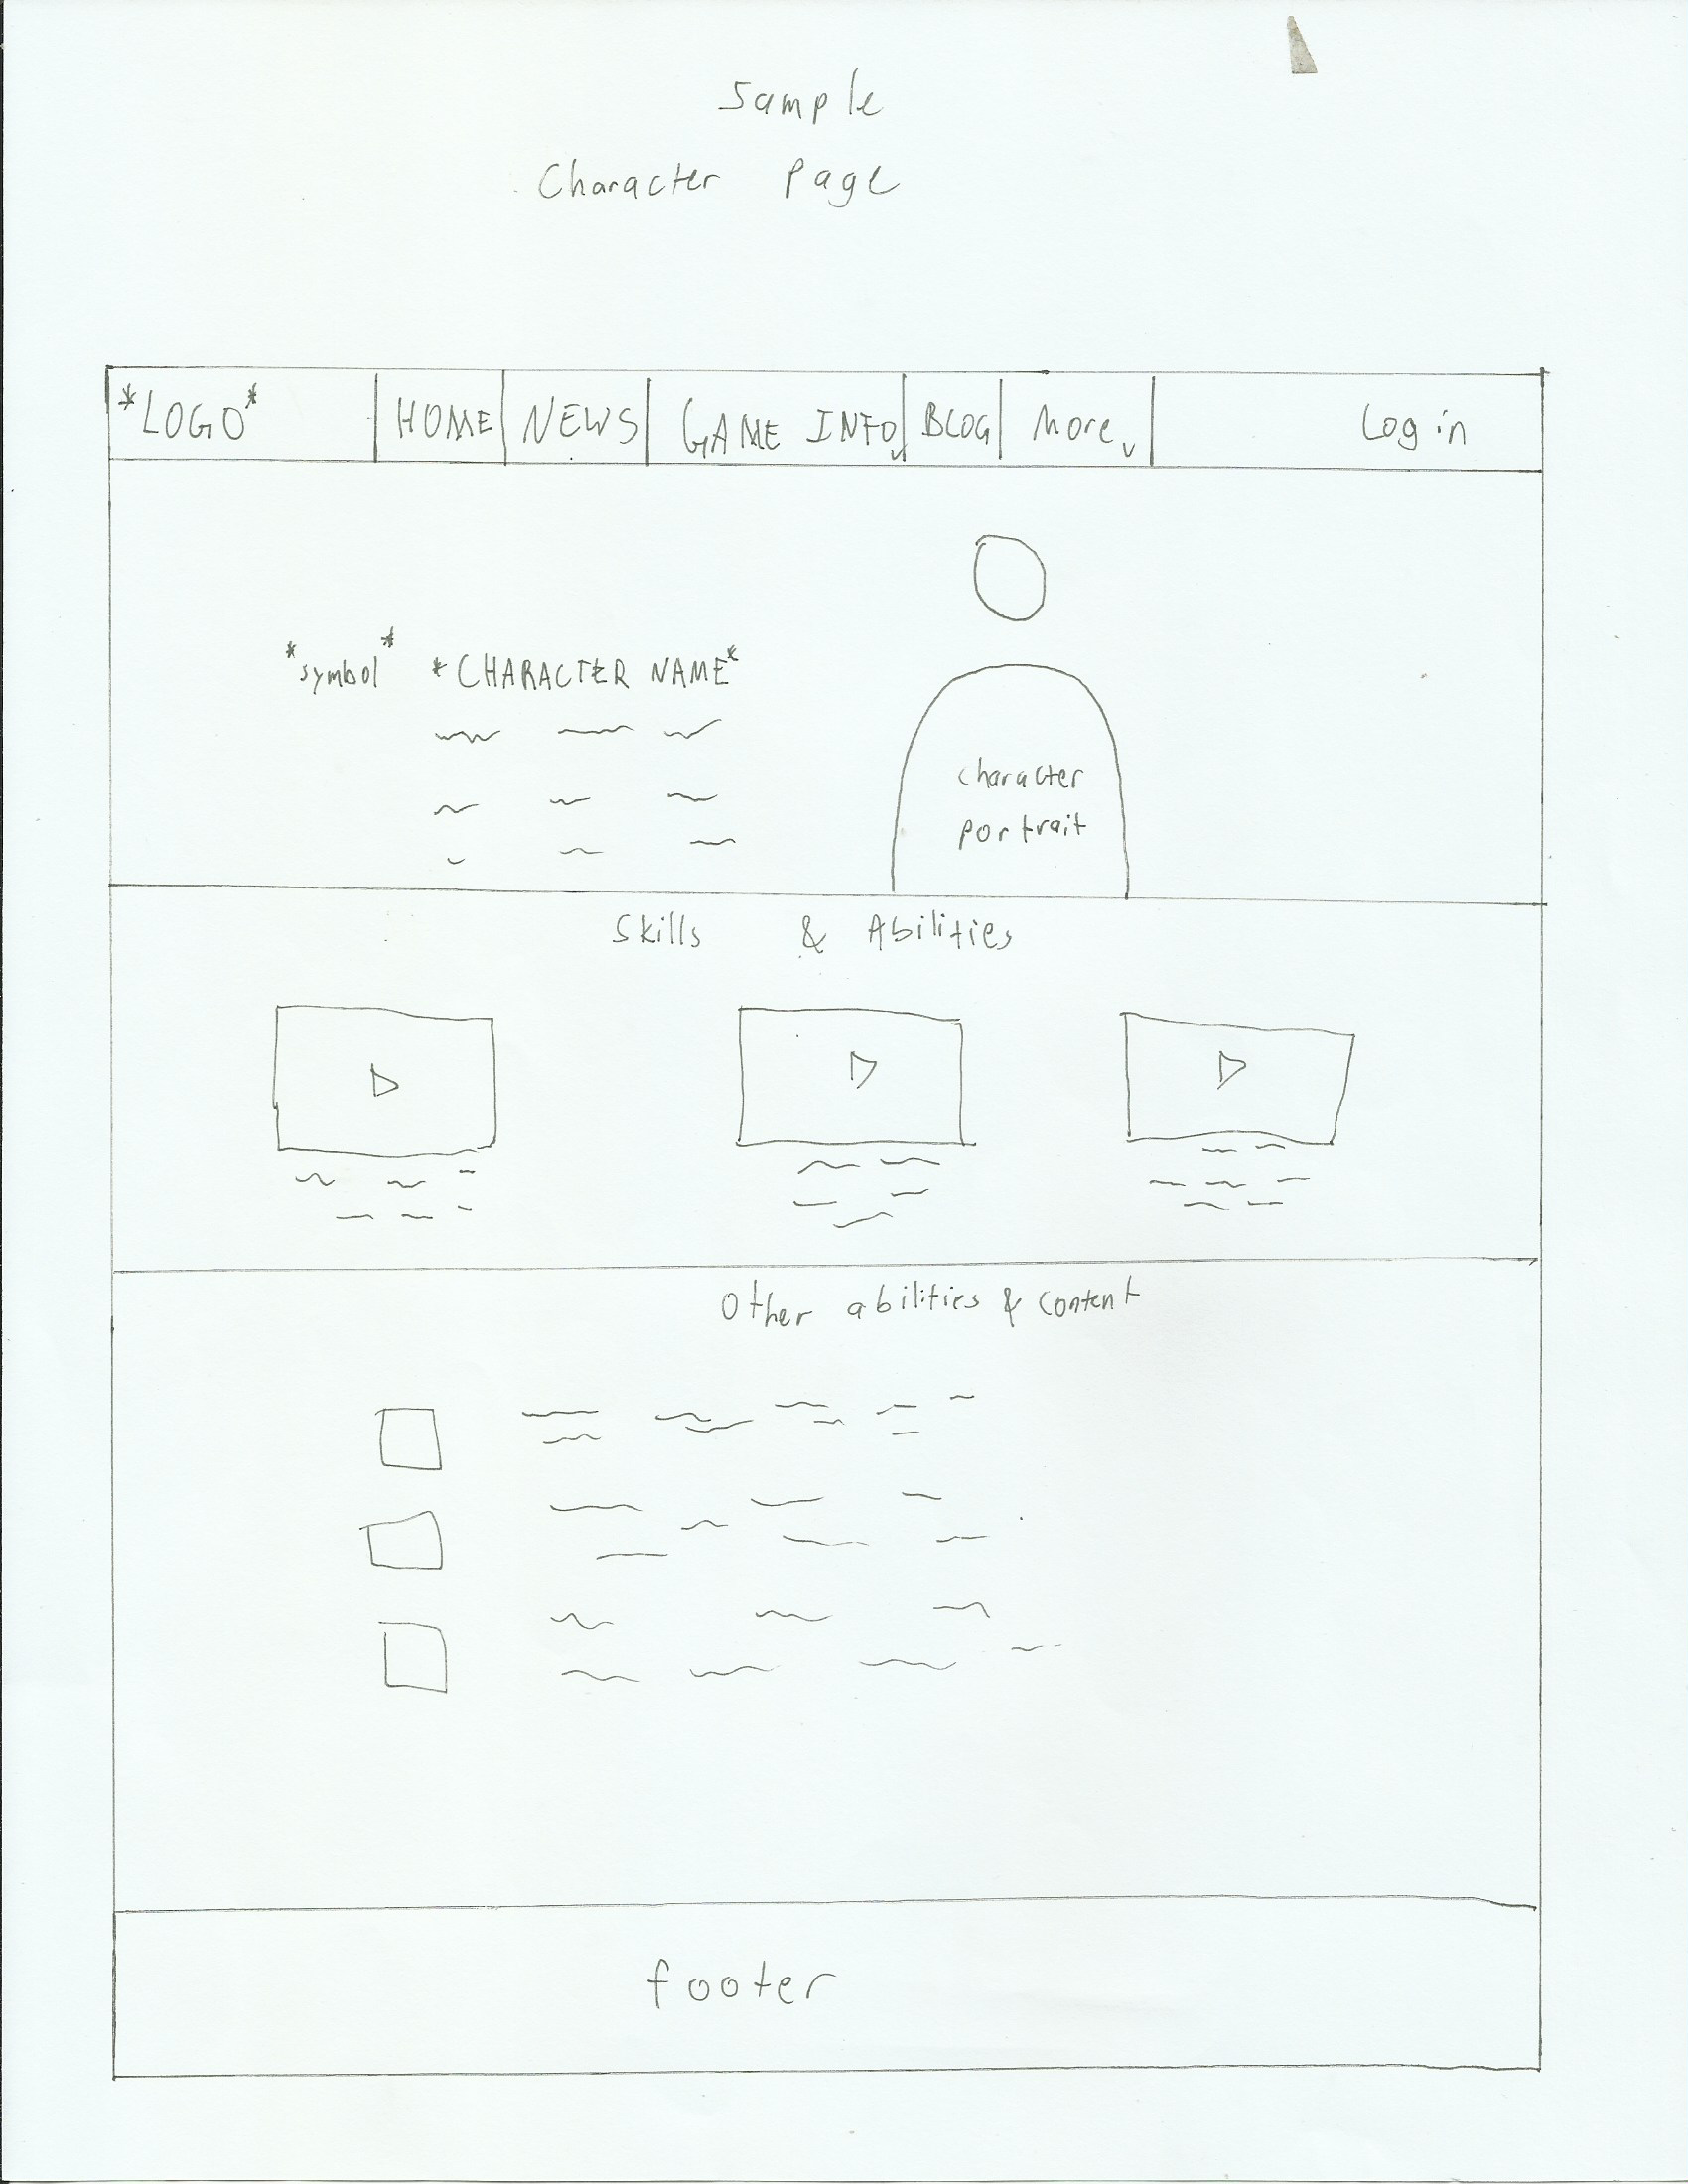 Sample
Character Page
*LOGO* HOME NEWS GAME INFO BLOG More Log in
*symbol* *CHARACTER NAME*
character
portrait
Skills & Abilities
Other abilities & content
footer